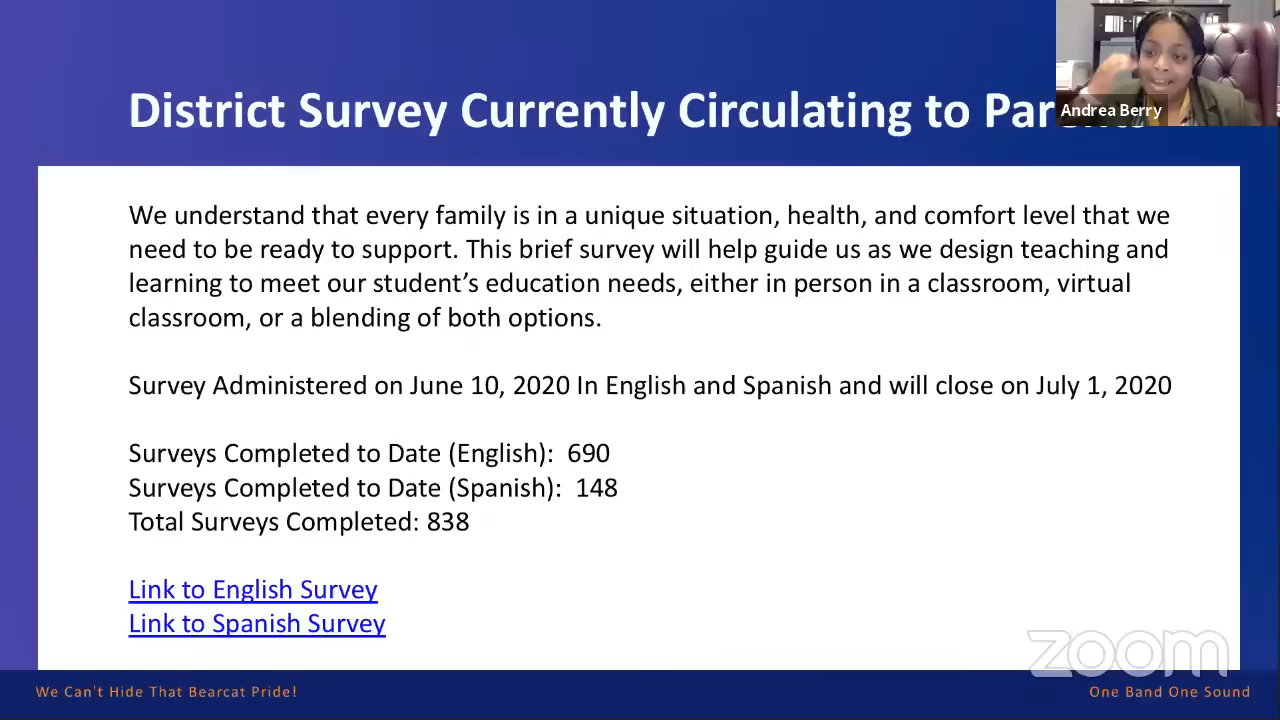 District Survey Currently Circulating to
Andrea Berry
We understand that every family is in a unique situation, health, and comfort level that we
need to be ready to support. This brief survey will help guide us as we design teaching and
learning to meet our student’s education needs, either in person in a classroom, virtual
classroom, or a blending of both options.
Survey Administered on June 10, 2020 In English and Spanish and will close on July 1, 2020
Surveys Completed to Date (English):  690
Surveys Completed to Date (Spanish):  148
Total Surveys Completed: 838
Link to English Survey
Link to Spanish Survey
zoom
We Can't Hide That Bearcat Pride!
One Band One Sound